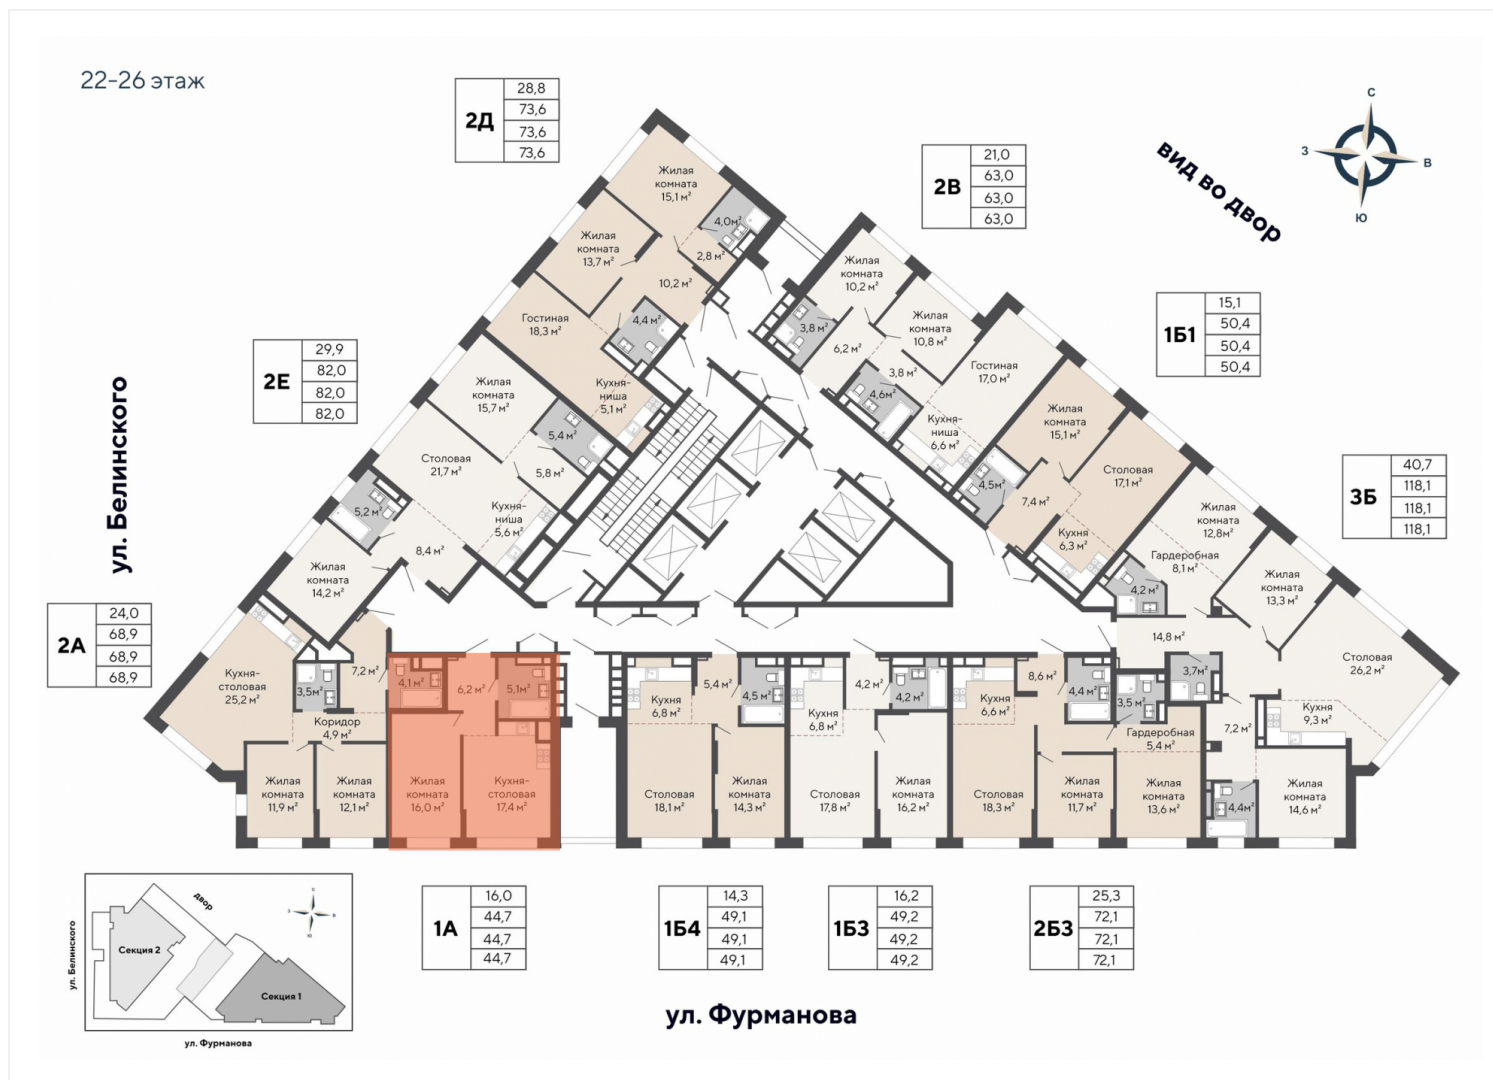 22-26 этаж
2Д
28,8
73,6
73,6
73,6
2В
21,0
63,0
63,0
63,0
вид во двор
С
З
В
Ю
1Б1
15,1
50,4
50,4
50,4
2Е
29,9
82,0
82,0
82,0
3Б
40,7
118,1
118,1
118,1
ул. Белинского
2А
24,0
68,9
68,9
68,9
Жилая
комната
15,1 м²
4,0м²
2,8 м²
Жилая
комната
13,7 м²
10,2 м²
Гостиная
18,3 м²
4,4 м²
Кухня-
ниша
5,1 м²
Жилая
комната
15,7 м²
5,4 м²
5,8 м²
Столовая
21,7 м²
Кухня-
ниша
5,6 м²
5,2 м²
8,4 м²
Жилая
комната
14,2 м²
Жилая
комната
10,2 м²
3,8 м²
6,2 м²
Жилая
комната
10,8 м²
3,8 м²
4,6м²
Гостиная
17,0 м²
Кухня-
ниша
6,6 м²
Жилая
комната
15,1 м²
4,5м²
7,4 м²
Столовая
17,1 м²
Кухня
6,3 м²
Жилая
комната
12,8м²
Гардеробная
8,1 м²
4,2 м²
Жилая
комната
13,3 м²
14,8 м²
Столовая
26,2 м²
3,7м²
Кухня
9,3 м²
7,2 м²
4,4м²
Жилая
комната
14,6 м²
Кухня-
столовая
25,2 м²
7,2 м²
3,5м²
Коридор
4,9 м²
Жилая
комната
11,9 м²
Жилая
комната
12,1 м²
4,1 м²
6,2 м²
5,1м²
Жилая
комната
16,0 м²
Кухня-
столовая
17,4 м²
Кухня
6,8 м²
5,4 м²
4,5 м²
Столовая
18,1 м²
Жилая
комната
14,3 м²
Кухня
6,8 м²
4,2 м²
4,2 м²
Столовая
17,8 м²
Жилая
комната
16,2 м²
Кухня
6,6 м²
8,6 м²
4,4 м²
Столовая
18,3 м²
Жилая
комната
11,7 м²
3,5 м²
Гардеробная
5,4 м²
Жилая
комната
13,6 м²
1А
16,0
44,7
44,7
44,7
1Б4
14,3
49,1
49,1
49,1
1Б3
16,2
49,2
49,2
49,2
2Б3
25,3
72,1
72,1
72,1
ул. Фурманова
ул. Белинского
двор
Секция 2
Секция 1
С
З
В
Ю
ул. Фурманова